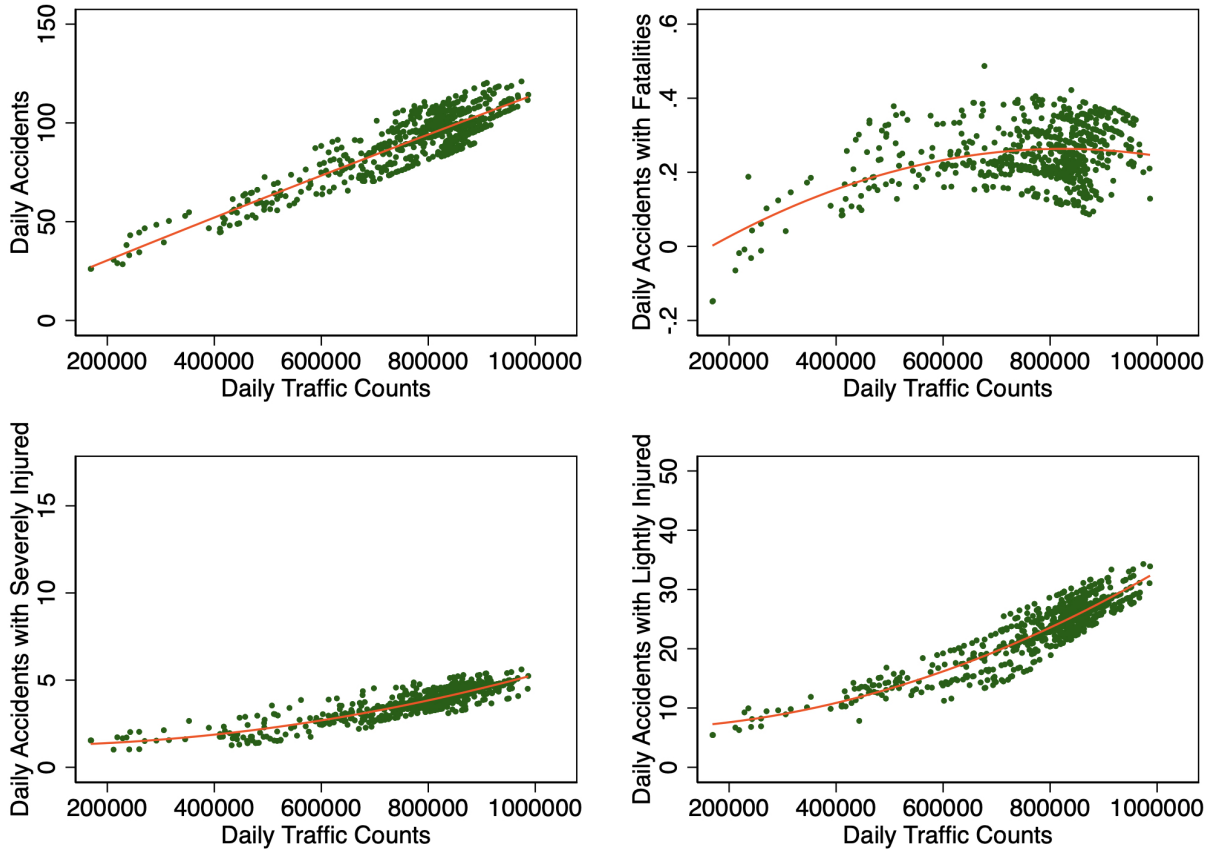 Daily Accidents
150
100
50
0
200000 400000 600000 800000 1000000
Daily Traffic Counts
Daily Accidents with Fatalities
.6
.4
.2
0
-.2
200000 400000 600000 800000 1000000
Daily Traffic Counts
Daily Accidents with Severely Injured
15
10
5
0
200000 400000 600000 800000 1000000
Daily Traffic Counts
Daily Accidents with Lightly Injured
50
40
30
20
10
0
200000 400000 600000 800000 1000000
Daily Traffic Counts